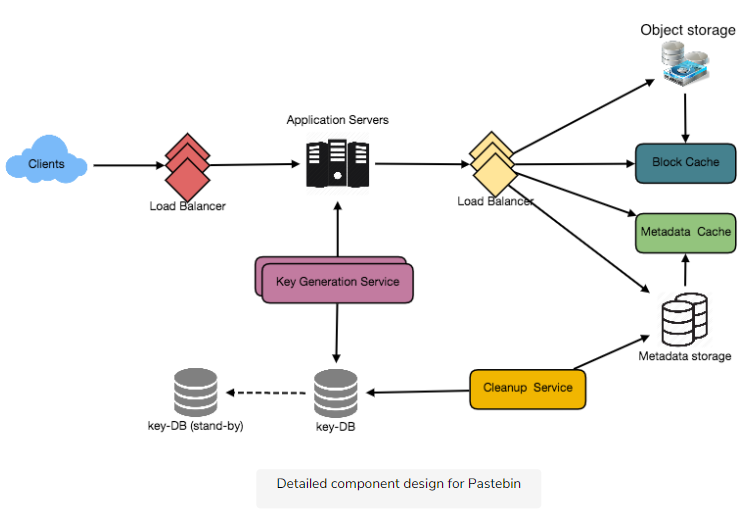 Object storage
Application Servers
Clients
Block Cache
Load Balancer
Load Balancer
Metadata Cache
Key Generation Service
Metadata storage
Cleanup Service
key-DB (stand-by)
key-DB
Detailed component design for Pastebin